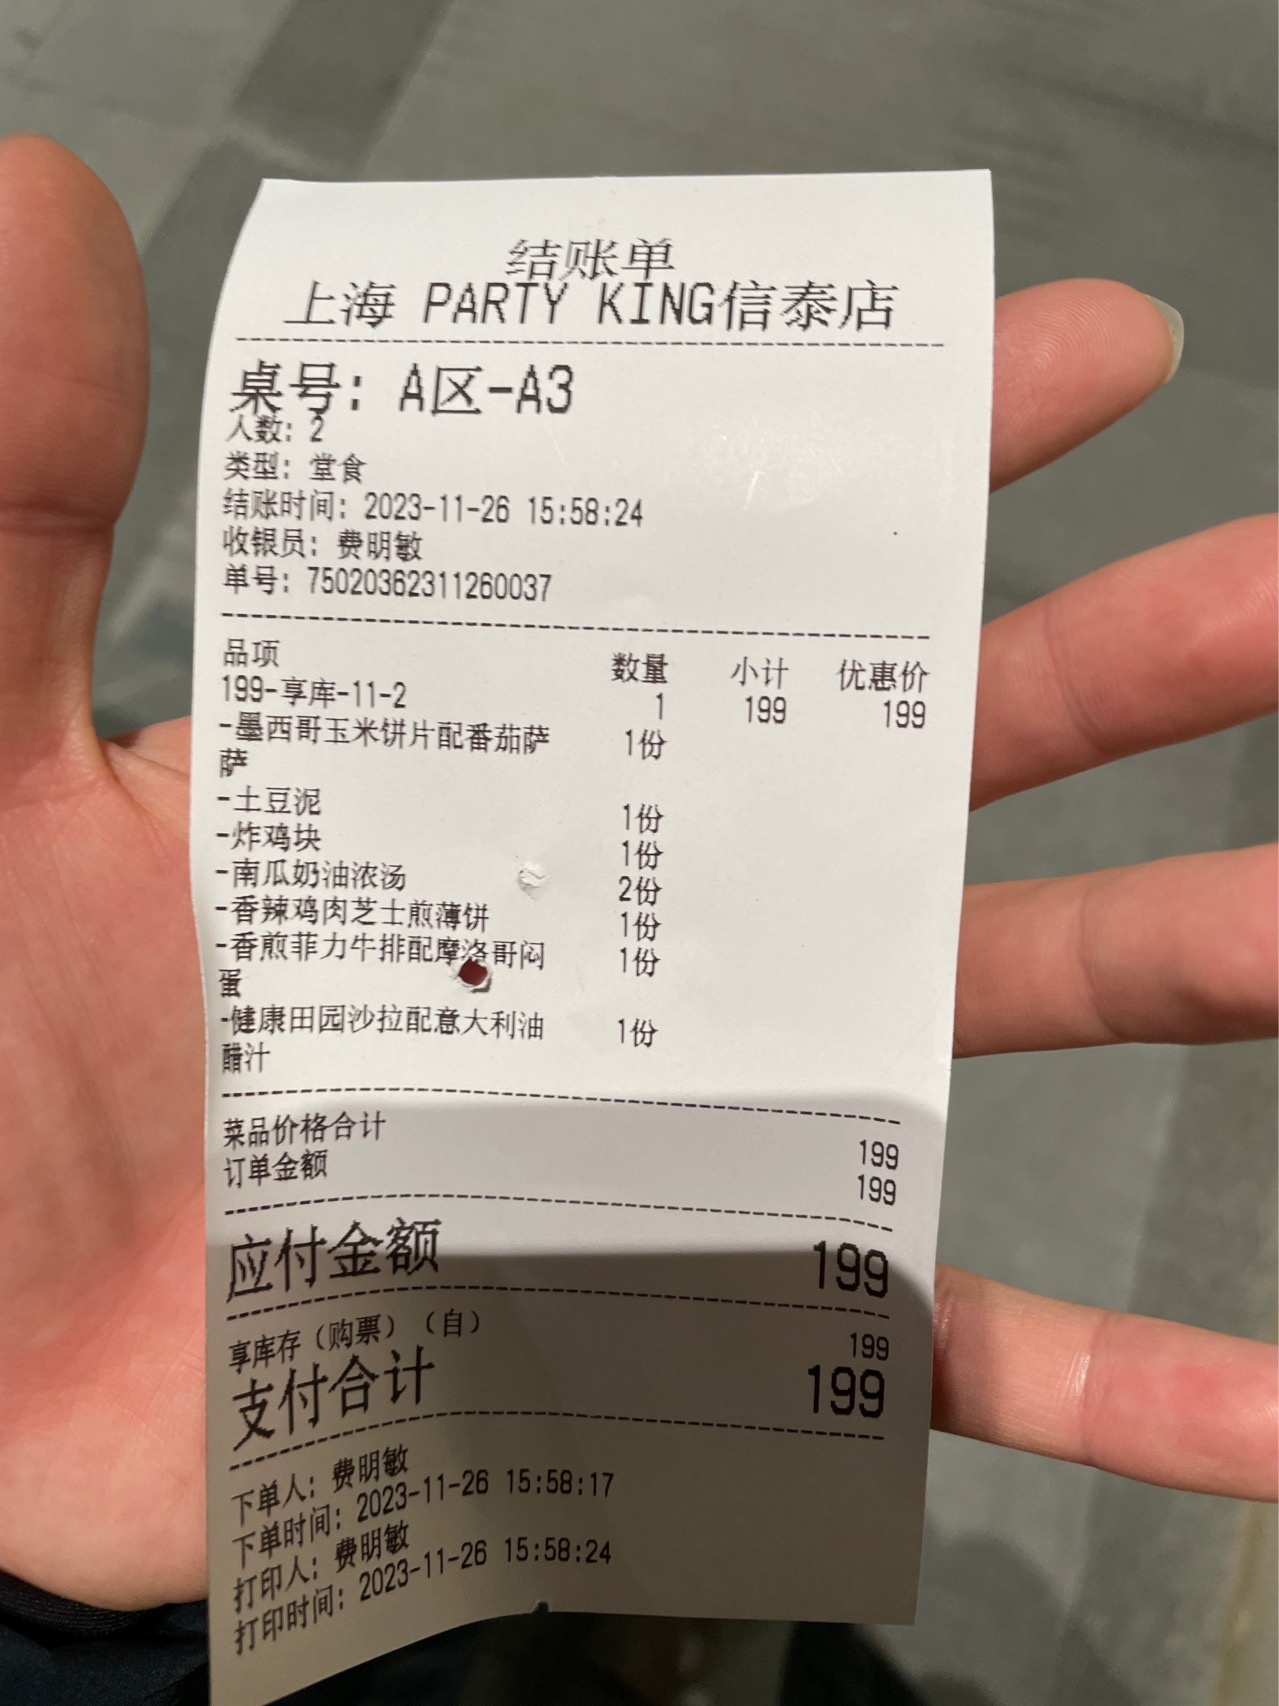 结账单
上海 PARTY KING信泰店
桌号: A区-A3
人数: 2
类型: 堂食
结账时间: 2023-11-26 15:58:24
收银员: 费明敏
单号: 75020362311260037
品项 数量 小计 优惠价
199-享库-11-2 1 199 199
-墨西哥玉米饼片配番茄萨 1份
萨
-土豆泥 1份
-炸鸡块 1份
-南瓜奶油浓汤 2份
-香辣鸡肉芝士煎薄饼 1份
-香煎菲力牛排配摩洛哥闷 1份
蛋
-健康田园沙拉配意大利油 1份
醋汁
菜品价格合计 199
订单金额 199
应付金额 199
享库存（购票）（自） 199
支付合计 199
下单人: 费明敏
下单时间: 2023-11-26 15:58:17
打印人: 费明敏
打印时间: 2023-11-26 15:58:24